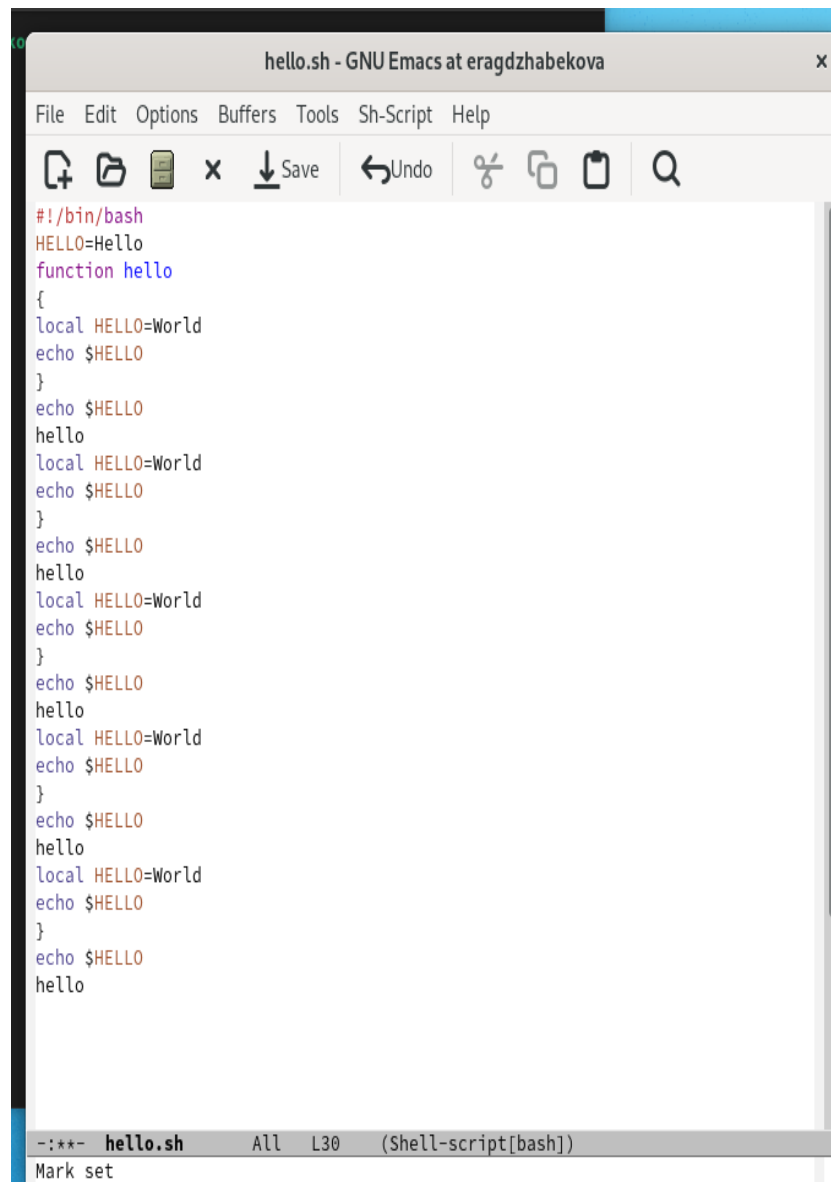 ko
hello.sh - GNU Emacs at eragdzhabekova ×
File Edit Options Buffers Tools Sh-Script Help
Save Undo
#!/bin/bash
HELLO=Hello
function hello
{
local HELLO=World
echo $HELLO
}
echo $HELLO
hello
local HELLO=World
echo $HELLO
}
echo $HELLO
hello
local HELLO=World
echo $HELLO
}
echo $HELLO
hello
local HELLO=World
echo $HELLO
}
echo $HELLO
hello
local HELLO=World
echo $HELLO
}
echo $HELLO
hello
-:**- hello.sh All L30 (Shell-script[bash])
Mark set